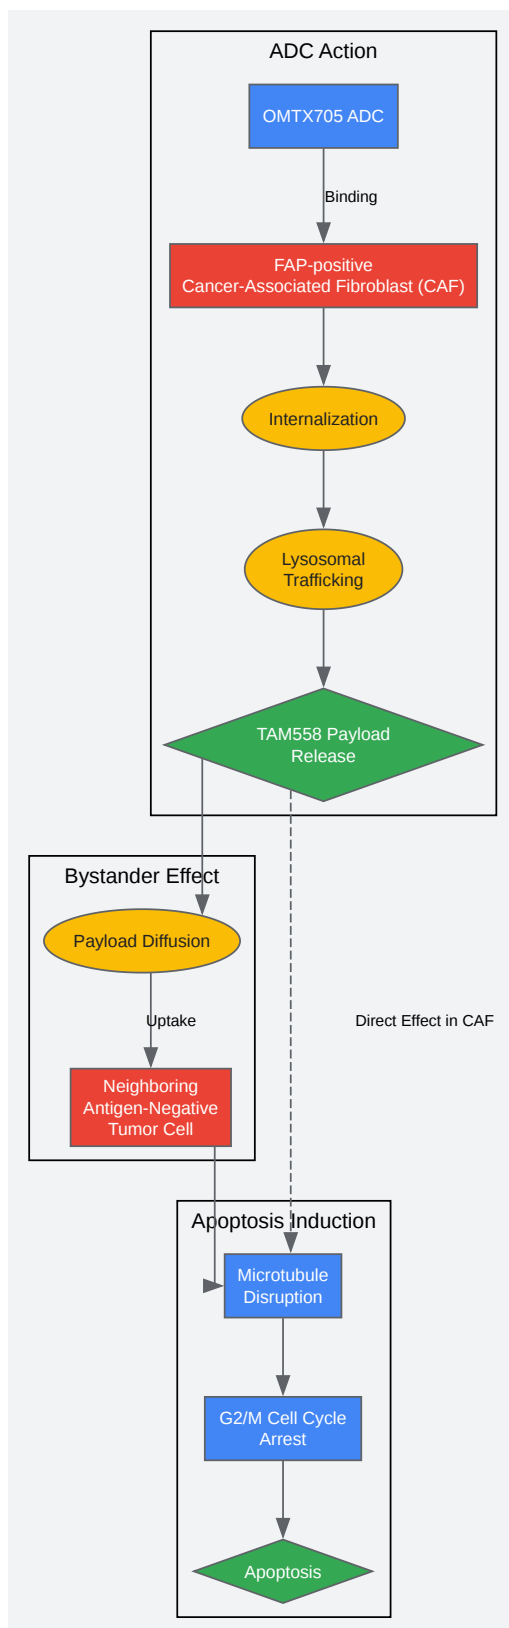 ADC Action
OMTX705 ADC
Binding
FAP-positive
Cancer-Associated Fibroblast (CAF)
Internalization
Lysosomal
Trafficking
TAM558 Payload
Release
Bystander Effect
Payload Diffusion
Uptake
Direct Effect in CAF
Neighboring
Antigen-Negative
Tumor Cell
Apoptosis Induction
Microtubule
Disruption
G2/M Cell Cycle
Arrest
Apoptosis